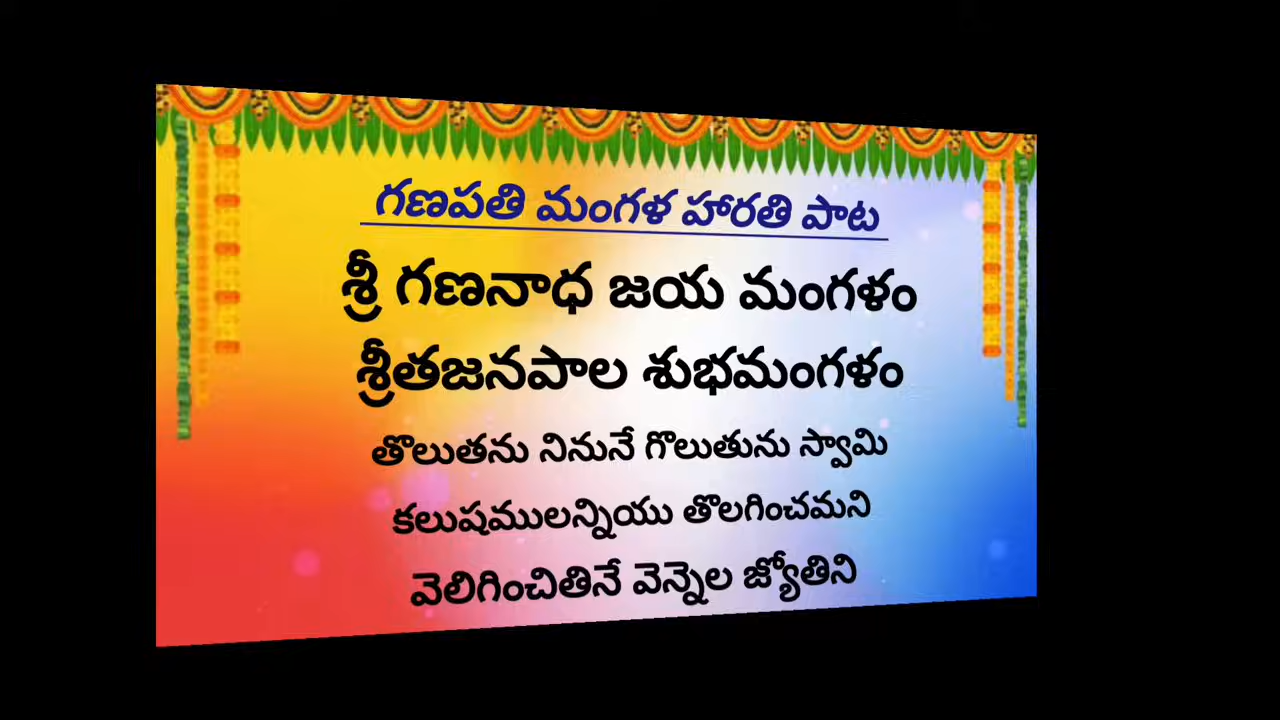 గణపతి మంగళ హారతి పాట
శ్రీ గణనాధ జయ మంగళం
శ్రీతజనపాల శుభమంగళం
తొలుతను నినునే గొలుతును స్వామి
కలుషములన్నియు తొలగించమని
వెలిగించితినే వెన్నెల జ్యోతిని